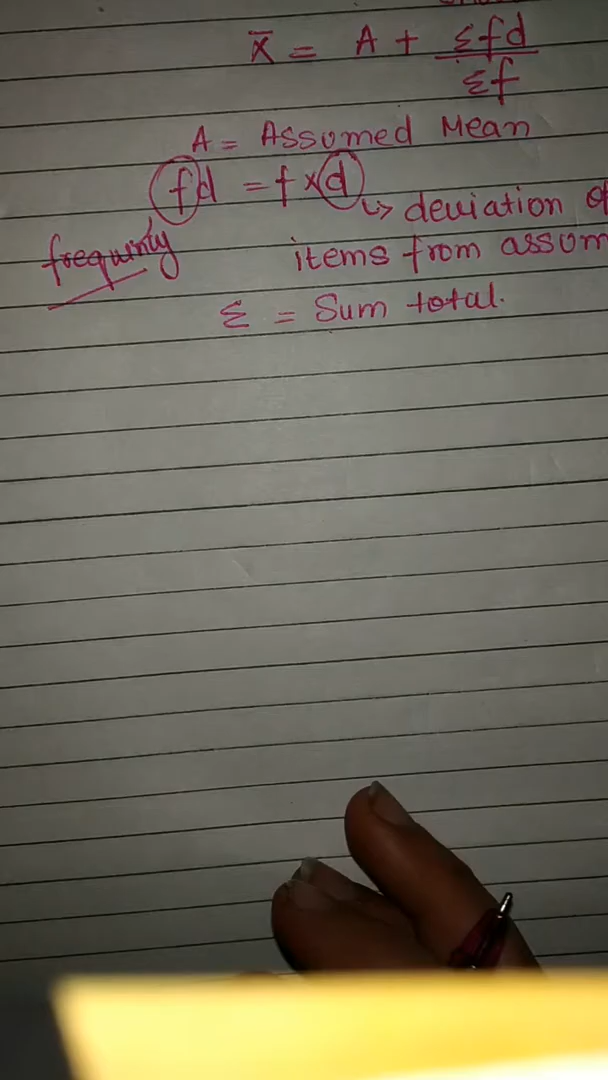 x̄ = A + Σfd / Σf
A = Assumed Mean
fd = f × d
↳ deviation of
frequency
items from assum
Σ = Sum total.